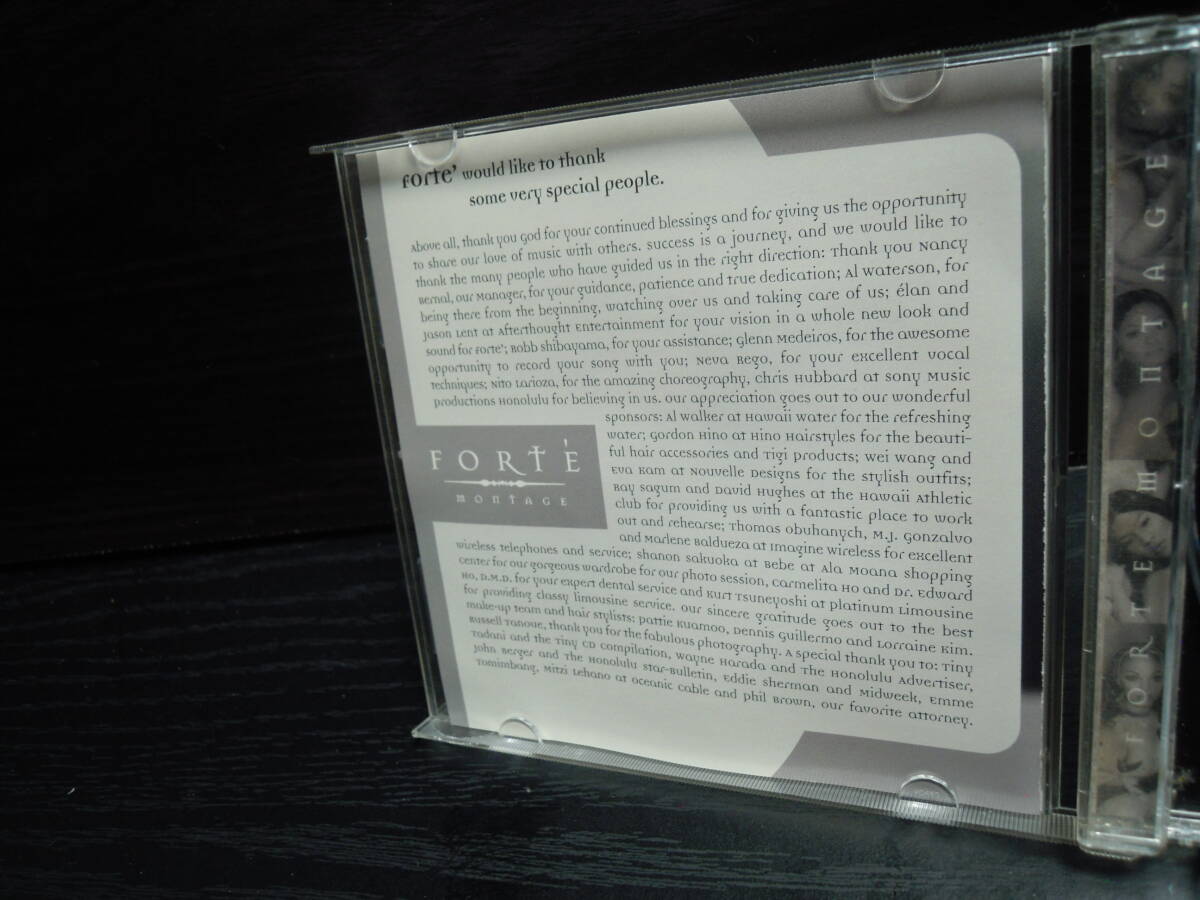 Forte' would like to thank
some very special people.
Above all, thank you God for your continued blessings and for giving us the opportunity
to share our love of music with others. Success is a journey, and we would like to
thank the many people who have guided us in the right direction: Thank you Nancy
Bernal, our Manager, for your guidance, patience and true dedication; Al Waterson, for
being there from the beginning, watching over us and taking care of us; élan and
Jason Lent at Afterthought Entertainment for your vision in a whole new look and
sound for Forte'; Robb Shibayama, for your assistance; Glenn Medeiros, for the awesome
opportunity to record your song with you; Neva Rego, for your excellent vocal
techniques; Nito Larioza, for the amazing choreography, Chris Hubbard at Sony Music
Productions Honolulu for believing in us. Our appreciation goes out to our wonderful
sponsors: Al Walker at Hawaii Water for the refreshing
water; Gordon Hino at Hino Hairstyles for the beauti-
ful hair accessories and Tigi products; Wei Wang and
Eva Kam at Nouvelle Designs for the stylish outfits;
Ray Sagum and David Hughes at the Hawaii Athletic
Club for providing us with a fantastic place to work
out and rehearse; Thomas Obuhanych, M.J. Gonzalvo
and Marlene Baldueza at Imagine Wireless for excellent
wireless telephones and service; Shanon Sakuoka at Bebe at Ala Moana Shopping
Center for our gorgeous wardrobe for our photo session, Carmelita Ho and Dr. Edward
Ho, D.M.D. for your expert dental service and Kurt Tsuneyoshi at Platinum Limousine
for providing classy limousine service. Our sincere gratitude goes out to the best
make-up team and hair stylists: Pattie Kuamoo, Dennis Guillermo and Lorraine Kim.
Russell Tanoue, thank you for the fabulous photography. A special thank you to: Tiny
Tadani and the Tiny CD Compilation, Wayne Harada and The Honolulu Advertiser,
John Berger and The Honolulu Star-Bulletin, Eddie Sherman and Midweek, Emme
Tomimbang, Mitzi Lehano at Oceanic Cable and Phil Brown, our favorite attorney.
FORTÉ
MONTAGE
FORTE MONTAGE